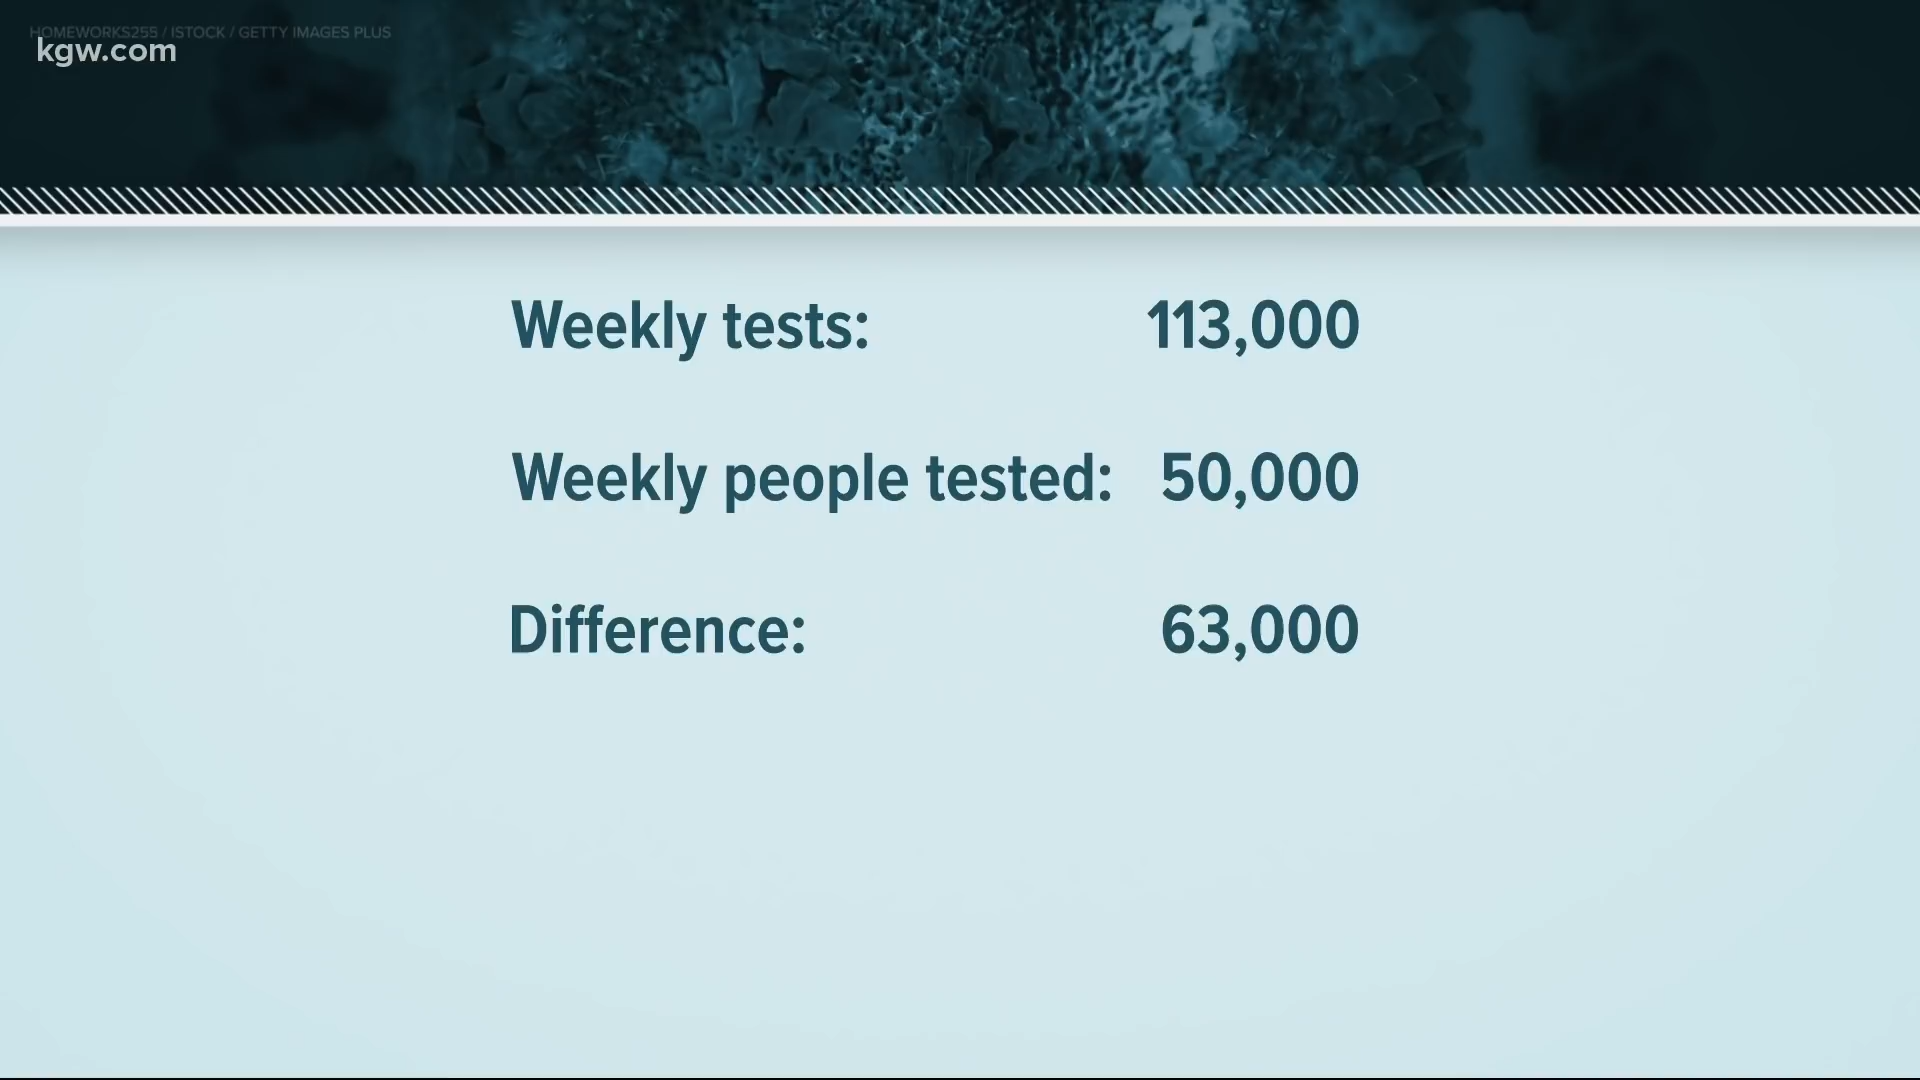 HOMEWORKS255 / ISTOCK / GETTY IMAGES PLUS
kgw.com
Weekly tests: 113,000
Weekly people tested: 50,000
Difference: 63,000